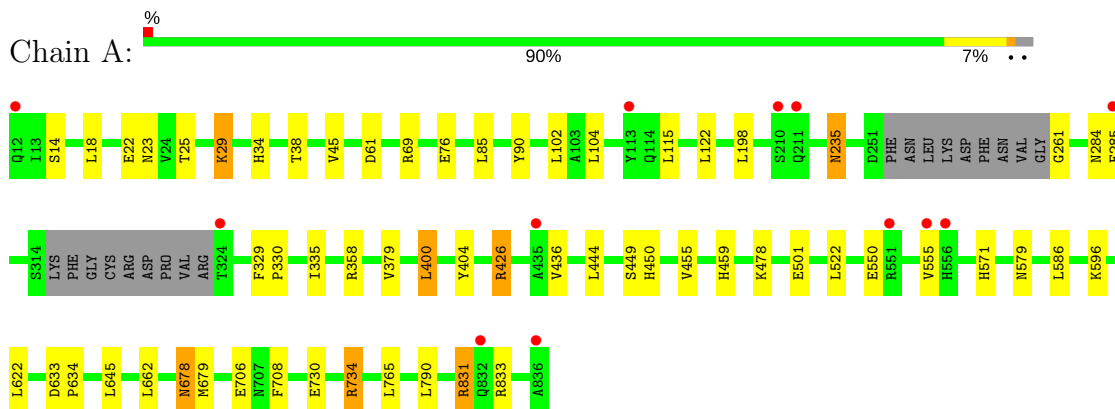 %
Chain A:
90% 7% • •
Q12 I13 S14 L18 E22 N23 V24 T25 K29 H34 T38 V45 D61 R69 E76 L85 Y90 L102 A103 L104 Y113 Q114 L115 L122 L198 S210 Q211 N235 D251 PHE ASN LEU LYS ASP PHE ASN VAL GLY G261 N284
S314 LYS PHE GLY CYS ARG ASP PRO VAL ARG T324 F329 P330 I335 R358 V379 L400 Y404 R426 A435 V436 L444 S449 H450 V455 H459 K478 E501 L522 E550 R551 V555 H556 H571 N579 L586 K596
L622 D633 P634 L645 L662 N678 M679 E706 N707 F708 E730 R734 L765 L790 R831 Q832 R833 A836